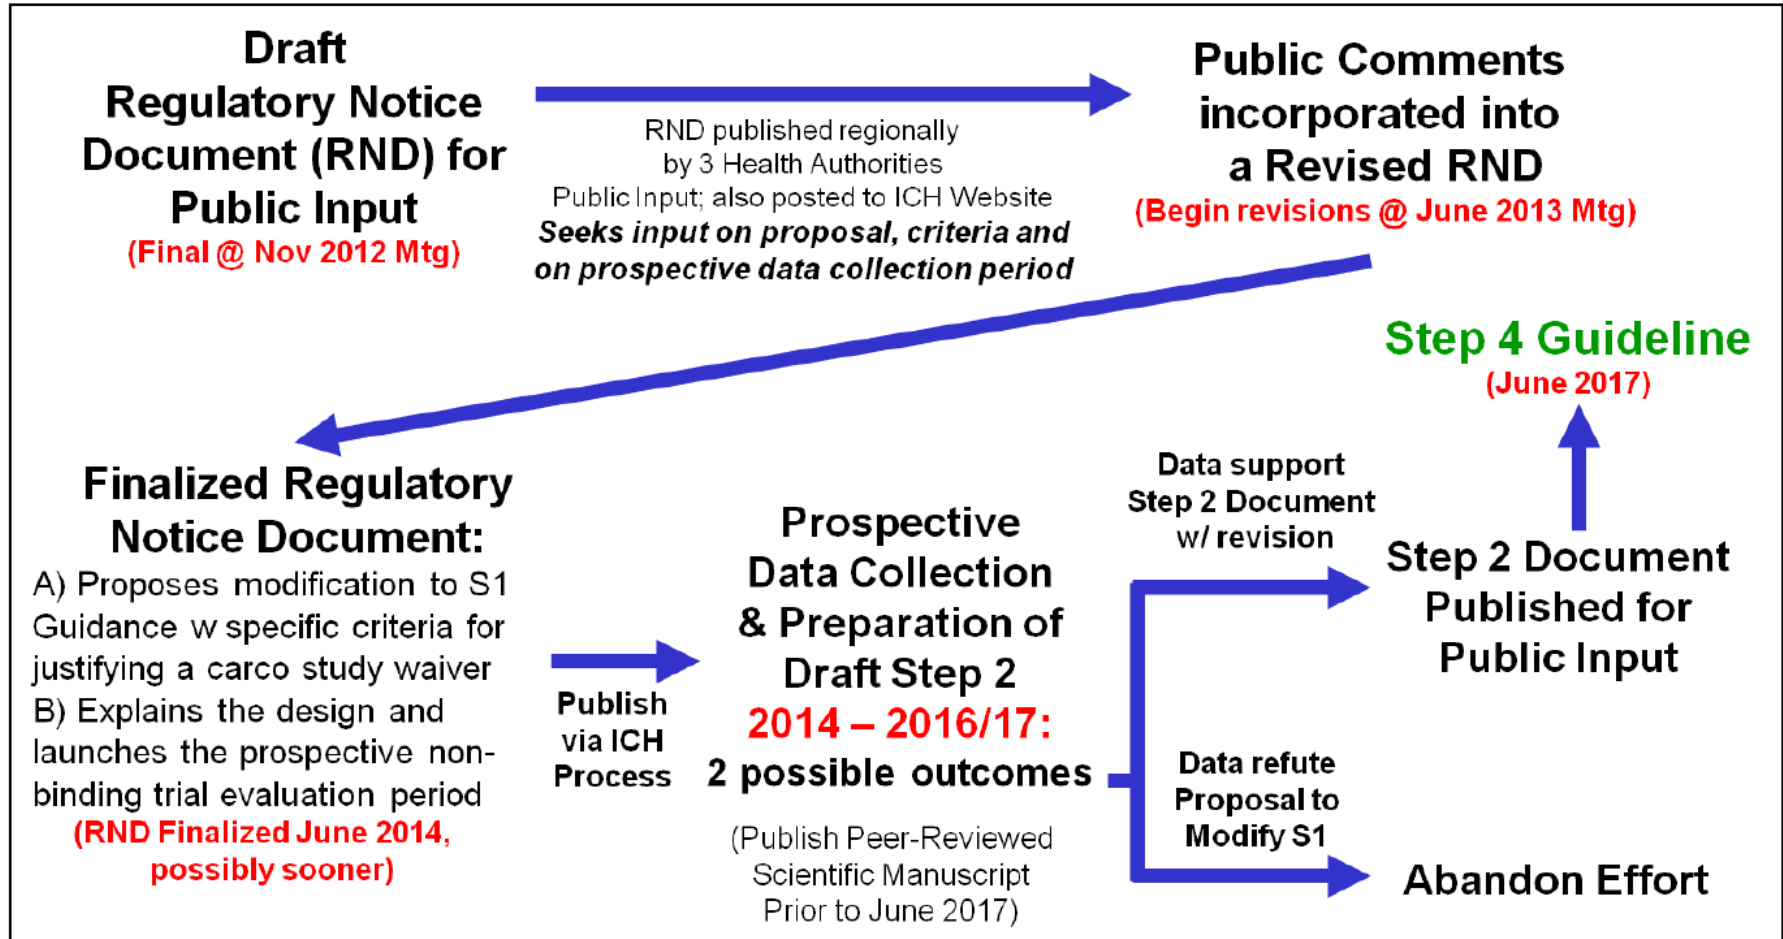 Draft
Regulatory Notice
Document (RND) for
Public Input
(Final @ Nov 2012 Mtg)
RND published regionally
by 3 Health Authorities
Public Input; also posted to ICH Website
Seeks input on proposal, criteria and
on prospective data collection period
Public Comments
incorporated into
a Revised RND
(Begin revisions @ June 2013 Mtg)
Finalized Regulatory
Notice Document:
A) Proposes modification to S1
Guidance w specific criteria for
justifying a carco study waiver
B) Explains the design and
launches the prospective non-
binding trial evaluation period
(RND Finalized June 2014,
possibly sooner)
Publish
via ICH
Process
Prospective
Data Collection
& Preparation of
Draft Step 2
2014 – 2016/17:
2 possible outcomes
(Publish Peer-Reviewed
Scientific Manuscript
Prior to June 2017)
Data support
Step 2 Document
w/ revision
Step 2 Document
Published for
Public Input
Step 4 Guideline
(June 2017)
Data refute
Proposal to
Modify S1
Abandon Effort